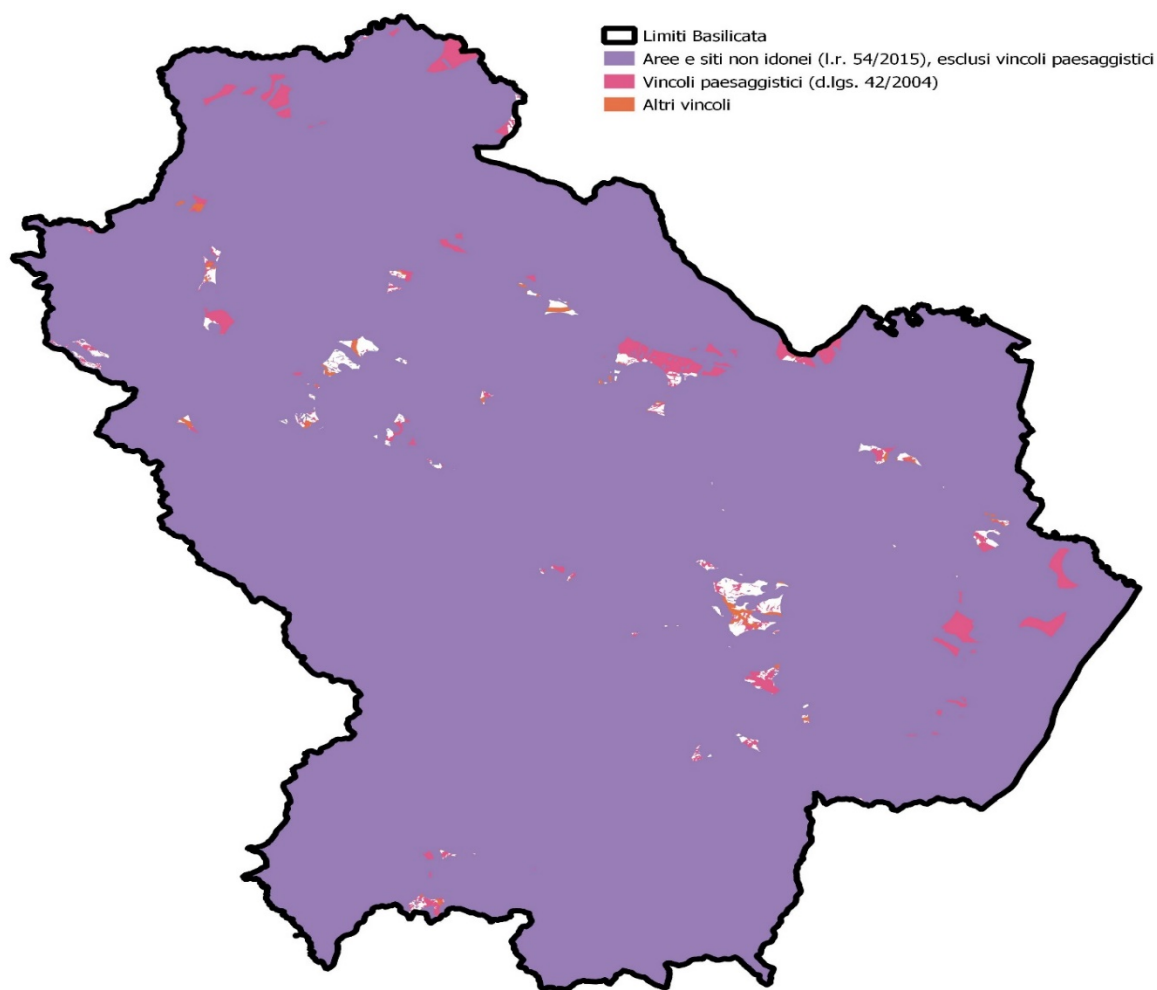 Limiti Basilicata
Aree e siti non idonei (l.r. 54/2015), esclusi vincoli paesaggistici
Vincoli paesaggistici (d.lgs. 42/2004)
Altri vincoli